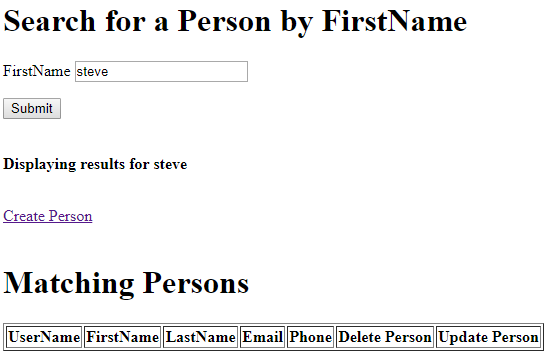 Search for a Person by FirstName
FirstName steve
Submit
Displaying results for steve
Create Person
Matching Persons
UserName FirstName LastName Email Phone Delete Person Update Person